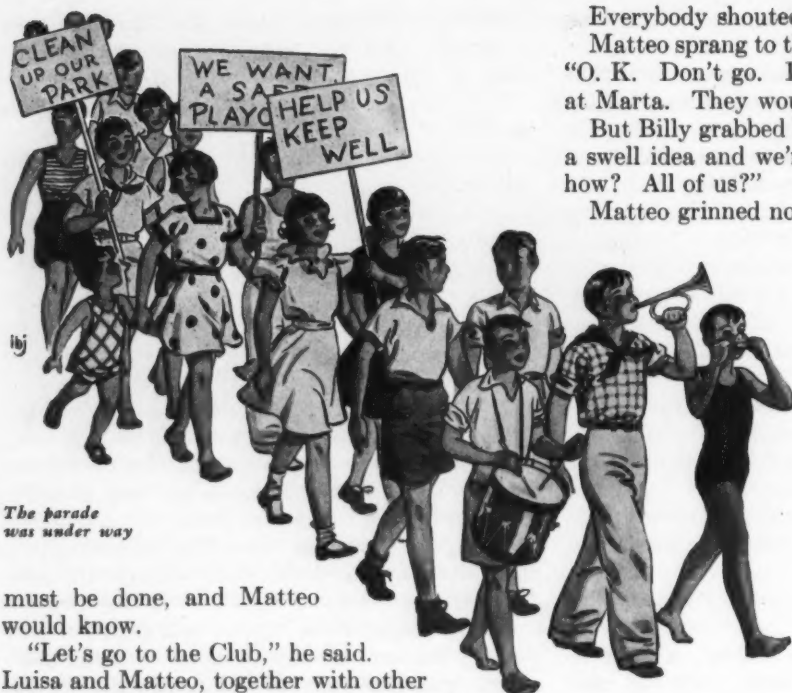 Everybody shouted
Matteo sprang to t
“O. K. Don't go. I
at Marta. They wou
But Billy grabbed
a swell idea and we'r
how? All of us?”
Matteo grinned no
CLEAN
UP OUR
PARK
WE WANT
A SAFE
PLAY
HELP US
KEEP
WELL
ibj
The parade
was under way
must be done, and Matteo
would know.
“Let's go to the Club,” he said.
Luisa and Matteo, together with other